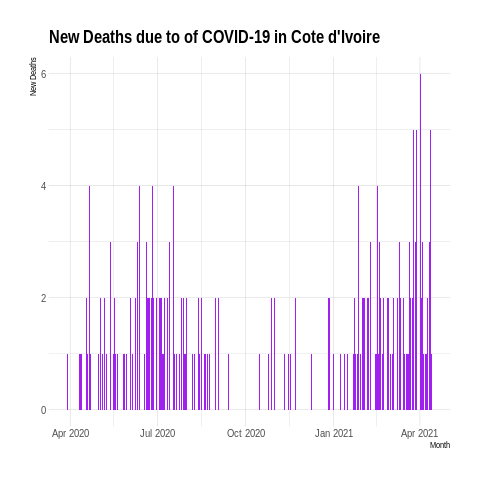 New Deaths due to of COVID-19 in Cote d'Ivoire
New Deaths
6
4
2
0
Apr 2020 Jul 2020 Oct 2020 Jan 2021 Apr 2021
Month